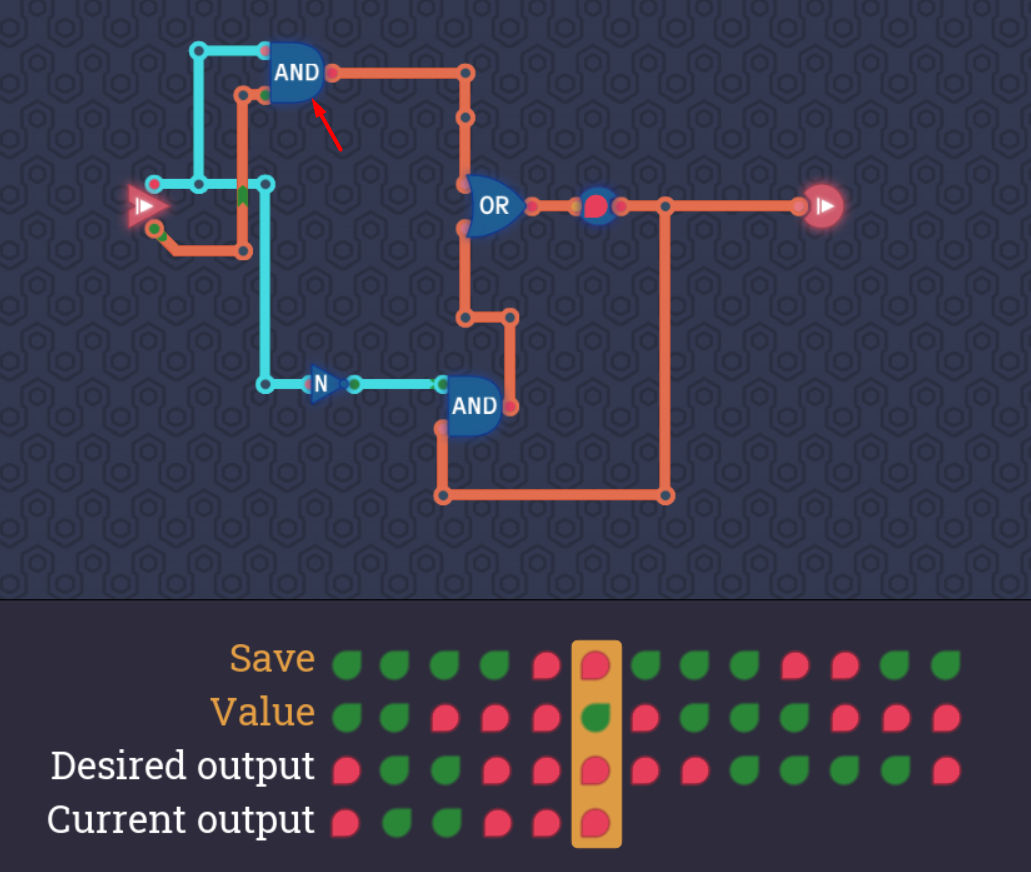 AND
OR
N
AND
Save
Value
Desired output
Current output